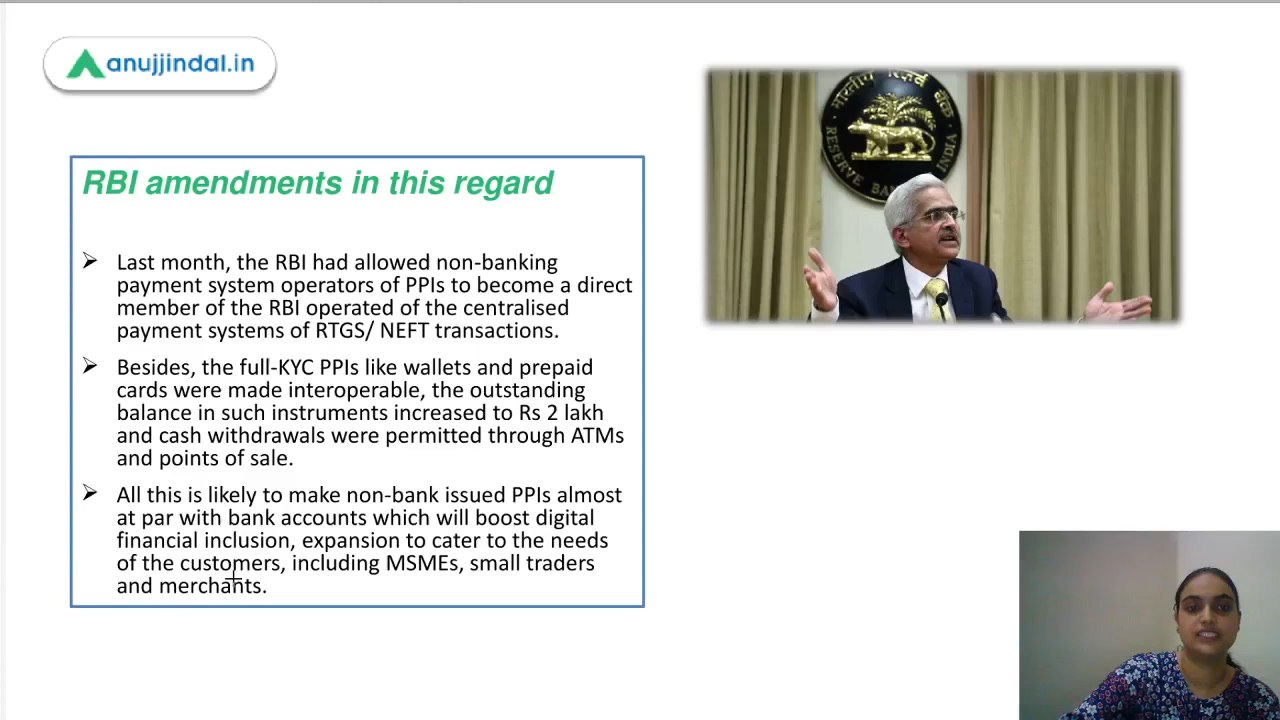 anujjindal.in
RBI amendments in this regard
➢ Last month, the RBI had allowed non-banking
payment system operators of PPIs to become a direct
member of the RBI operated of the centralised
payment systems of RTGS/ NEFT transactions.
➢ Besides, the full-KYC PPIs like wallets and prepaid
cards were made interoperable, the outstanding
balance in such instruments increased to Rs 2 lakh
and cash withdrawals were permitted through ATMs
and points of sale.
➢ All this is likely to make non-bank issued PPIs almost
at par with bank accounts which will boost digital
financial inclusion, expansion to cater to the needs
of the customers, including MSMEs, small traders
and merchants.
भारतीय रिज़र्व बैंक
RESERVE BA INDIA